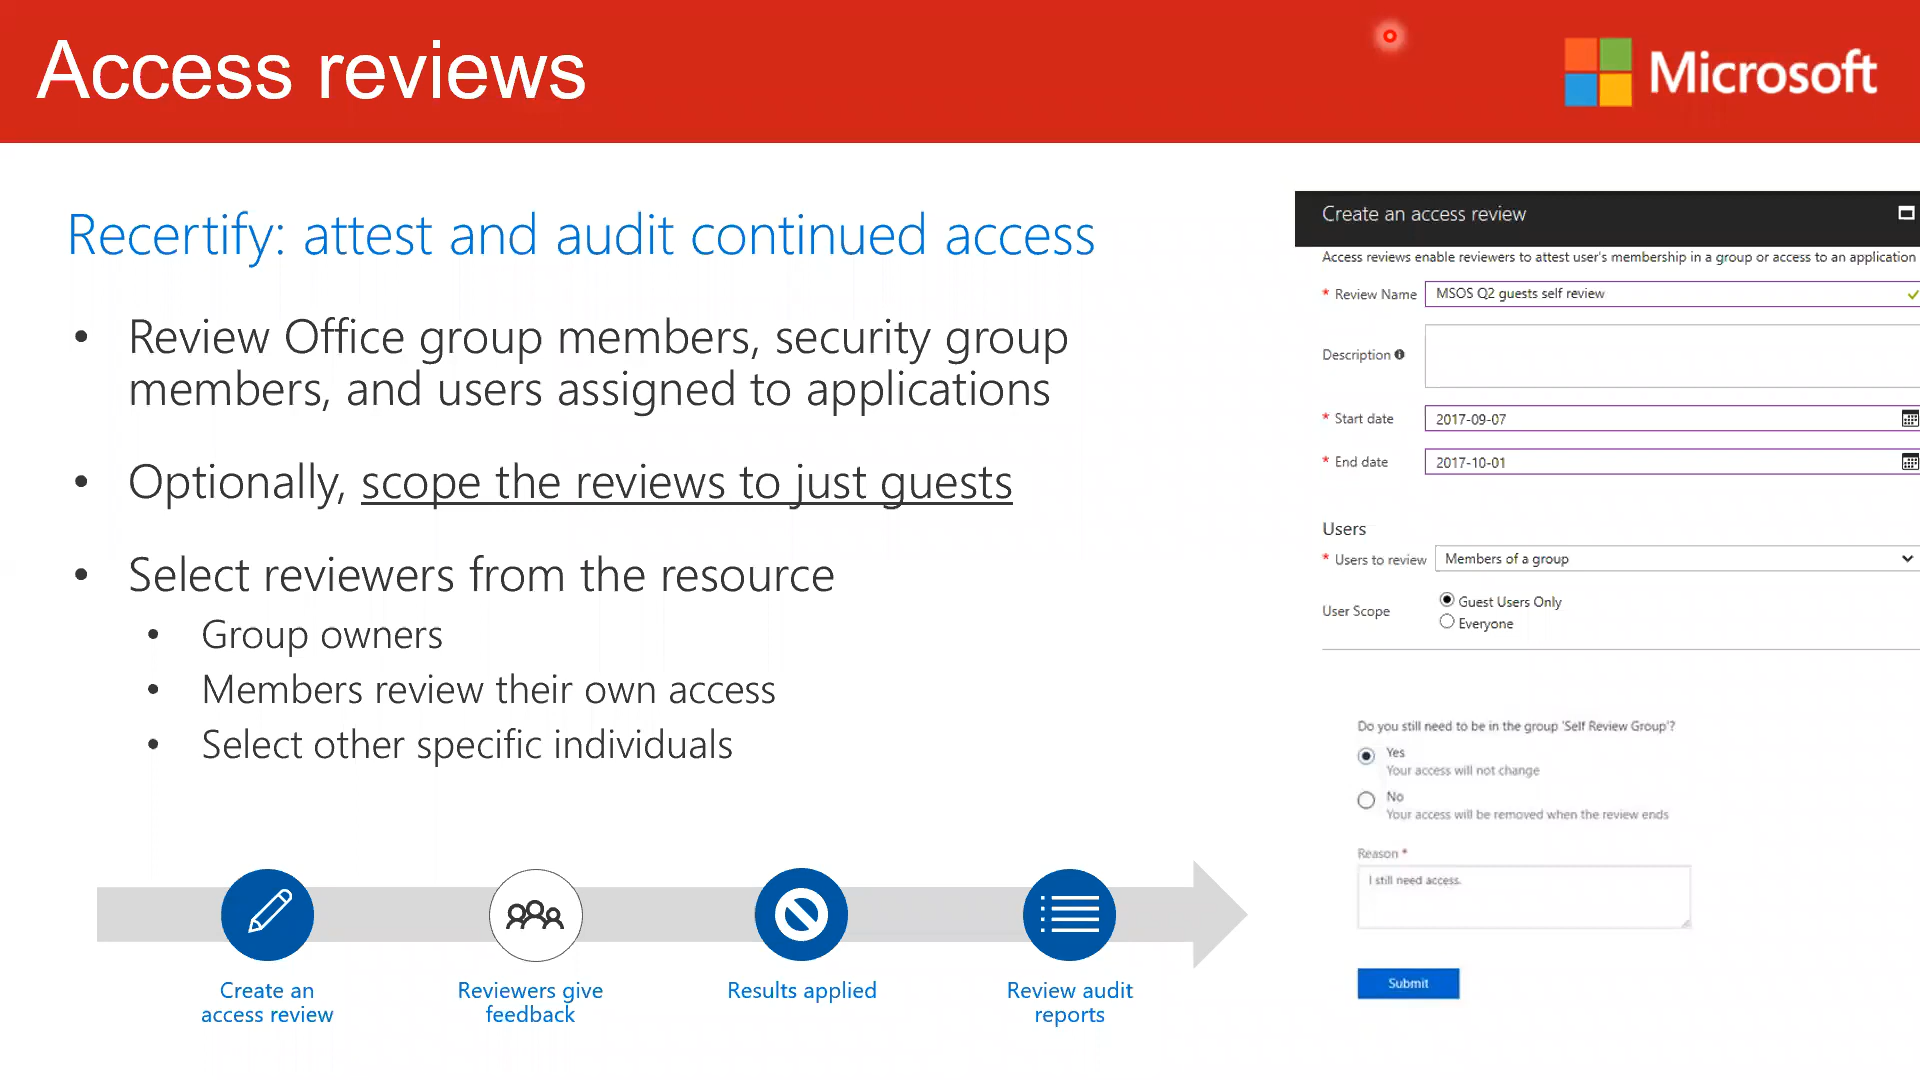 Access reviews
Microsoft
Recertify: attest and audit continued access
• Review Office group members, security group
members, and users assigned to applications
• Optionally, scope the reviews to just guests
• Select reviewers from the resource
• Group owners
• Members review their own access
• Select other specific individuals
Create an
access review
Reviewers give
feedback
Results applied
Review audit
reports
Create an access review
Access reviews enable reviewers to attest user's membership in a group or access to an application
* Review Name MSOS Q2 guests self review
Description
* Start date 2017-09-07
* End date 2017-10-01
Users
* Users to review Members of a group
User Scope Guest Users Only
Everyone
Do you still need to be in the group 'Self Review Group'?
Yes
Your access will not change
No
Your access will be removed when the review ends
Reason *
I still need access.
Submit